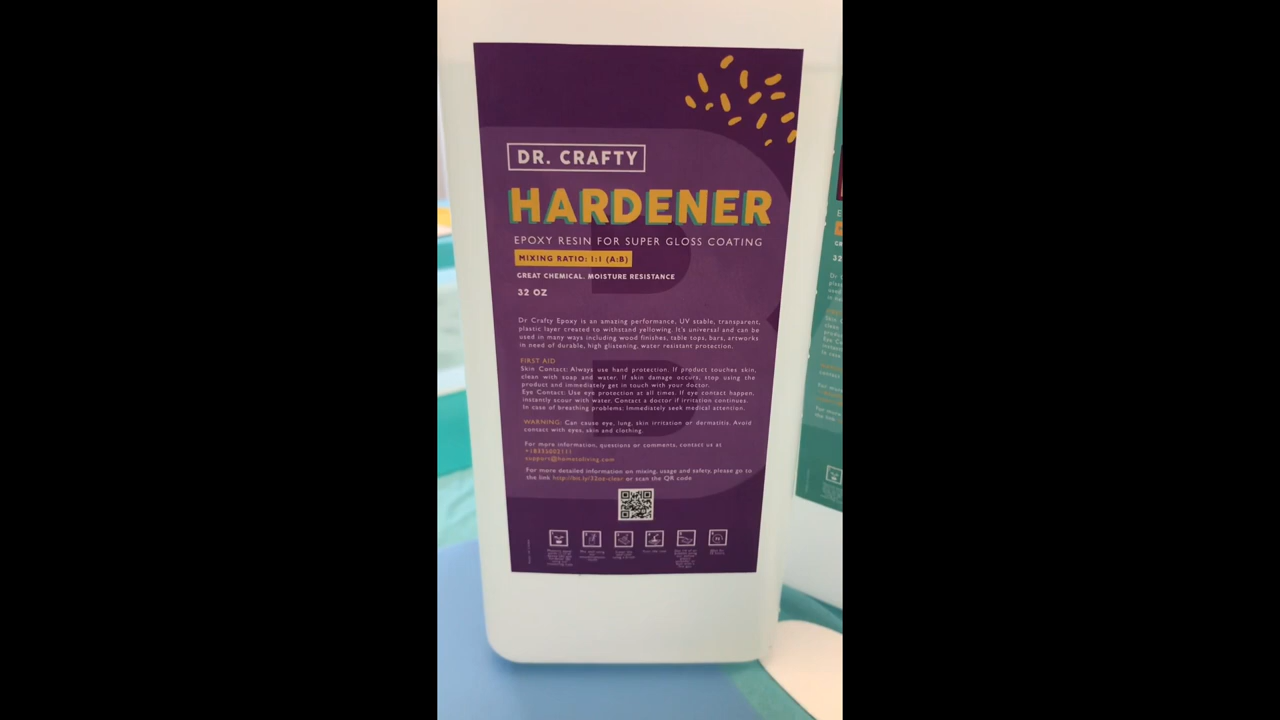 DR. CRAFTY
HARDENER
EPOXY RESIN FOR SUPER GLOSS COATING
MIXING RATIO: 1:1 (A:B)
GREAT CHEMICAL. MOISTURE RESISTANCE
32 OZ
Dr Crafty Epoxy is an amazing performance, UV stable, transparent,
plastic layer created to withstand yellowing. It's universal and can be
used in many ways including wood finishes, table tops, bars, artworks
in need of durable, high glistening, water resistant protection.
FIRST AID
Skin Contact: Always use hand protection. If product touches skin,
clean with soap and water. If skin damage occurs, stop using the
product and immediately get in touch with your doctor.
Eye Contact: Use eye protection at all times. If eye contact happen,
instantly scour with water. Contact a doctor if irritation continues.
In case of breathing problems: Immediately seek medical attention.
WARNING: Can cause eye, lung, skin irritation or dermatitis. Avoid
contact with eyes, skin and clothing
For more information, questions or comments, contact us at
For more detailed information on mixing, usage and safety, please go to
the link http://bit.ly/32oz-clear or scan the QR code